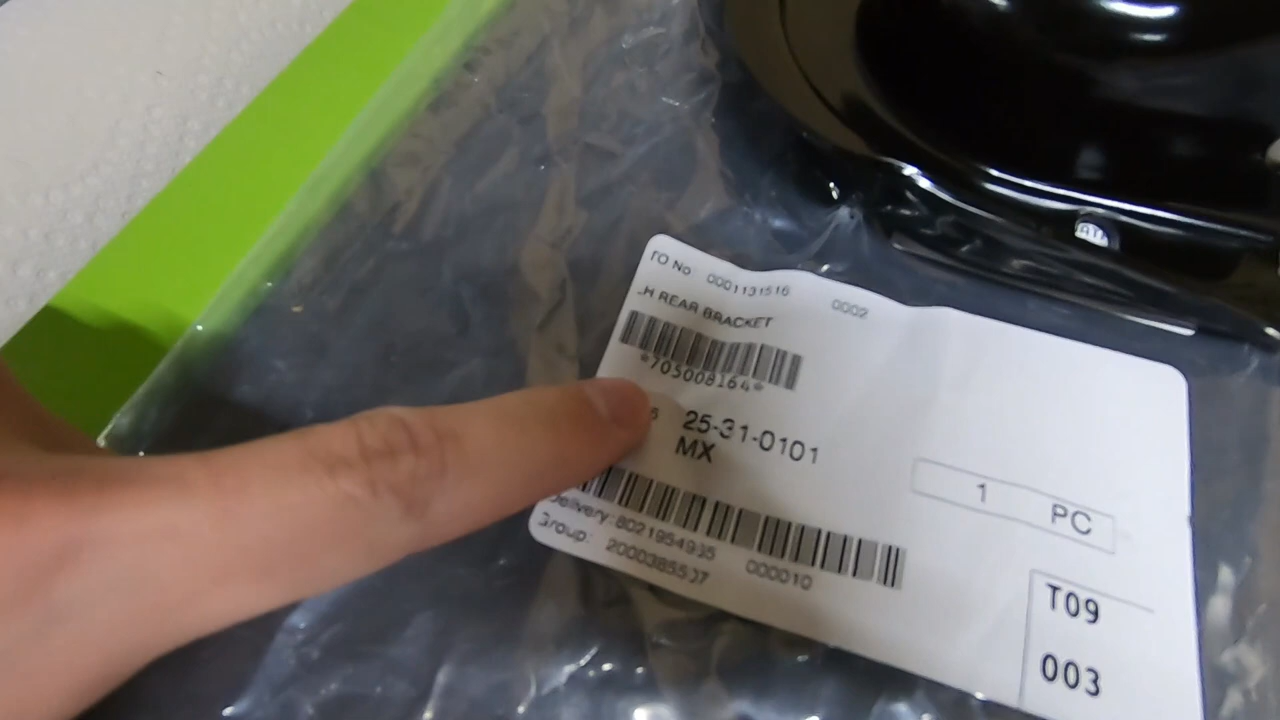 TO No 0001131516 0002
H REAR BRACKET
*705008164*
25-31-0101
MX
1 PC
Delivery: 8021954935 000010
Group: 2000385537
T09
003